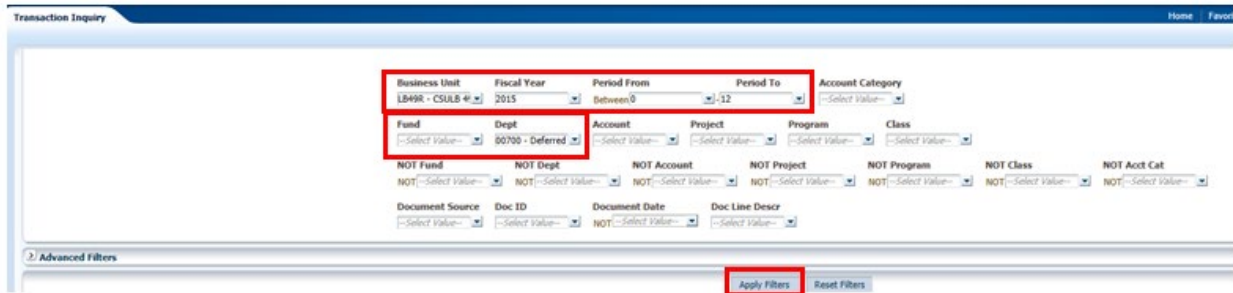 Transaction Inquiry
Home Favori
Business Unit Fiscal Year Period From Period To Account Category
LB49R - CSULB 2015 Between 0 - 12 --Select Value--
Fund Dept Account Project Program Class
--Select Value-- 00700 - Deferred --Select Value-- --Select Value-- --Select Value-- --Select Value--
NOT Fund NOT Dept NOT Account NOT Project NOT Program NOT Class NOT Acct Cat
NOT --Select Value-- NOT --Select Value-- NOT --Select Value-- NOT --Select Value-- NOT --Select Value-- NOT --Select Value-- NOT --Select Value--
Document Source Doc ID Document Date Doc Line Descr
--Select Value-- --Select Value-- NOT --Select Value-- --Select Value--
Advanced Filters
Apply Filters Reset Filters